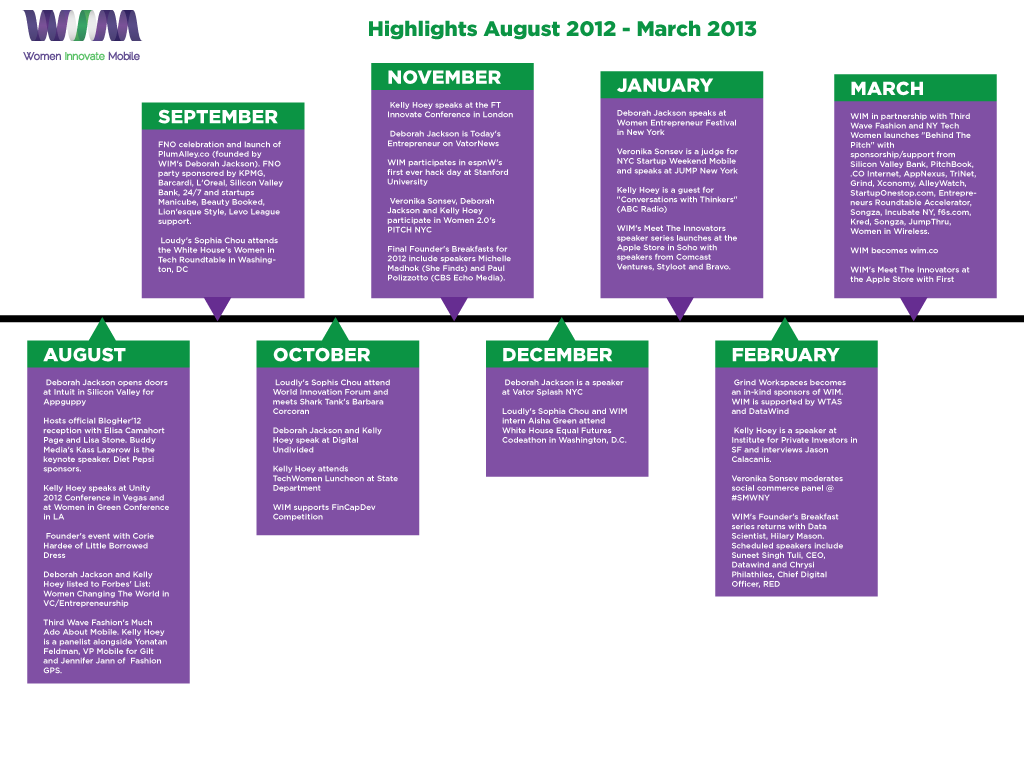 WIM
Women Innovate Mobile
Highlights August 2012 - March 2013
SEPTEMBER
FNO celebration and launch of
PlumAlley.co (founded by
WIM's Deborah Jackson). FNO
party sponsored by KPMG,
Barcardi, L'Oreal, Silicon Valley
Bank, 24/7 and startups
Manicube, Beauty Booked,
Lion'esque Style, Levo League
support.
Loudy's Sophia Chou attends
the White House's Women in
Tech Roundtable in Washing-
ton, DC
NOVEMBER
Kelly Hoey speaks at the FT
Innovate Conference in London
Deborah Jackson is Today's
Entrepreneur on VatorNews
WIM participates in espnW's
first ever hack day at Stanford
University
Veronika Sonsev, Deborah
Jackson and Kelly Hoey
participate in Women 2.0's
PITCH NYC
Final Founder's Breakfasts for
2012 include speakers Michelle
Madhok (She Finds) and Paul
Polizzotto (CBS Echo Media).
JANUARY
Deborah Jackson speaks at
Women Entrepreneur Festival
in New York
Veronika Sonsev is a judge for
NYC Startup Weekend Mobile
and speaks at JUMP New York
Kelly Hoey is a guest for
"Conversations with Thinkers"
(ABC Radio)
WIM's Meet The Innovators
speaker series launches at the
Apple Store in Soho with
speakers from Comcast
Ventures, Styloot and Bravo.
MARCH
WIM in partnership with Third
Wave Fashion and NY Tech
Women launches "Behind The
Pitch" with
sponsorship/support from
Silicon Valley Bank, PitchBook,
.CO Internet, AppNexus, TriNet,
Grind, Xconomy, AlleyWatch,
StartupOnestop.com, Entrepre-
neurs Roundtable Accelerator,
Songza, Incubate NY, f6s.com,
Kred, Songza, JumpThru,
Women in Wireless.
WIM becomes wim.co
WIM's Meet The Innovators at
the Apple Store with First
AUGUST
Deborah Jackson opens doors
at Intuit in Silicon Valley for
Appguppy
Hosts official BlogHer'12
reception with Elisa Camahort
Page and Lisa Stone. Buddy
Media's Kass Lazerow is the
keynote speaker. Diet Pepsi
sponsors.
Kelly Hoey speaks at Unity
2012 Conference in Vegas and
at Women in Green Conference
in LA
Founder's event with Corie
Hardee of Little Borrowed
Dress
Deborah Jackson and Kelly
Hoey listed to Forbes' List:
Women Changing The World in
VC/Entrepreneurship
Third Wave Fashion's Much
Ado About Mobile. Kelly Hoey
is a panelist alongside Yonatan
Feldman, VP Mobile for Gilt
and Jennifer Jann of Fashion
GPS.
OCTOBER
Loudly's Sophis Chou attend
World Innovation Forum and
meets Shark Tank's Barbara
Corcoran
Deborah Jackson and Kelly
Hoey speak at Digital
Undivided
Kelly Hoey attends
TechWomen Luncheon at State
Department
WIM supports FinCapDev
Competition
DECEMBER
Deborah Jackson is a speaker
at Vator Splash NYC
Loudly's Sophia Chou and WIM
intern Aisha Green attend
White House Equal Futures
Codeathon in Washington, D.C.
FEBRUARY
Grind Workspaces becomes
an in-kind sponsors of WIM.
WIM is supported by WTAS
and DataWind
Kelly Hoey is a speaker at
Institute for Private Investors in
SF and interviews Jason
Calacanis.
Veronika Sonsev moderates
social commerce panel @
#SMWNY
WIM's Founder's Breakfast
series returns with Data
Scientist, Hilary Mason.
Scheduled speakers include
Suneet Singh Tuli, CEO,
Datawind and Chrysi
Philathiles, Chief Digital
Officer, RED